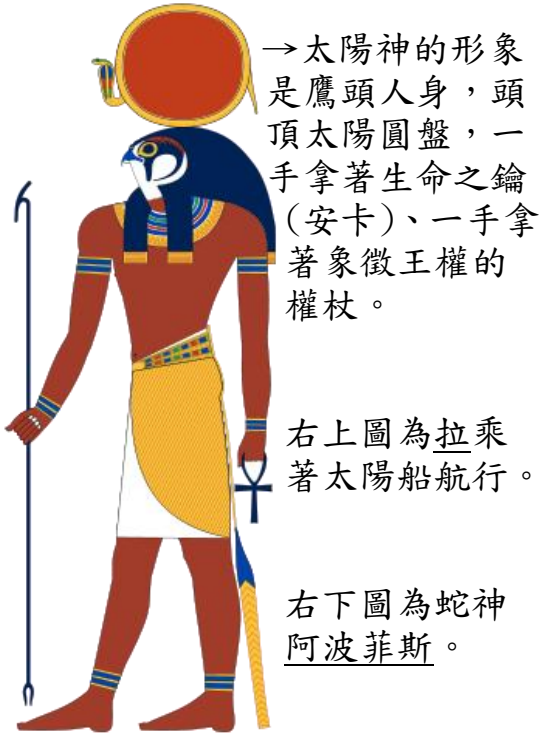 →太陽神的形象
是鷹頭人身，頭
頂太陽圓盤，一
手拿著生命之鑰
(安卡)、一手拿
著象徵王權的
權杖。
右上圖為拉乘
著太陽船航行。
右下圖為蛇神
阿波菲斯。